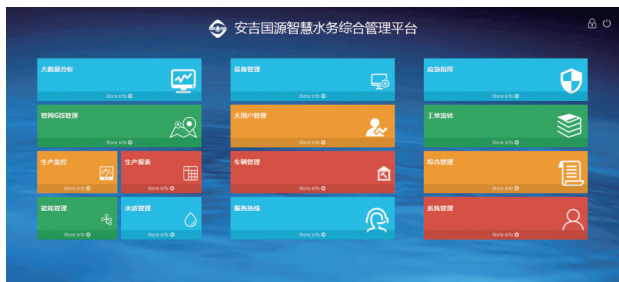 安吉国源智慧水务综合管理平台
大数据分析
More info
报表管理
More info
应急指挥
More info
管网GIS管理
More info
大用户管理
More info
工单流转
More info
生产监控
More info
生产报表
More info
车辆管理
More info
综合管理
More info
能耗管理
More info
水质管理
More info
服务热线
More info
系统管理
More info